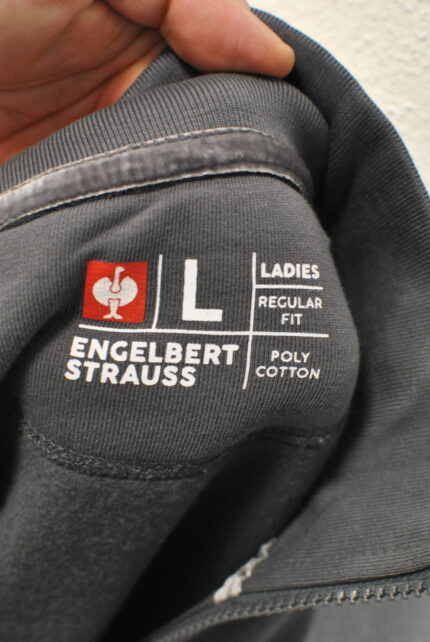 L
LADIES
REGULAR
FIT
ENGELBERT
STRAUSS
POLY
COTTON